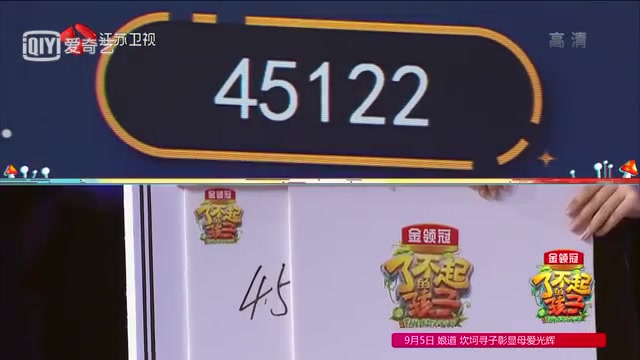 iQIYI 爱奇艺
江苏卫视
高清
45122
金领冠
了不起的孩子
45
金领冠
了不起的孩子
金领冠
了不起的孩子
9月5日 娘道 坎坷寻子彰显母爱光辉